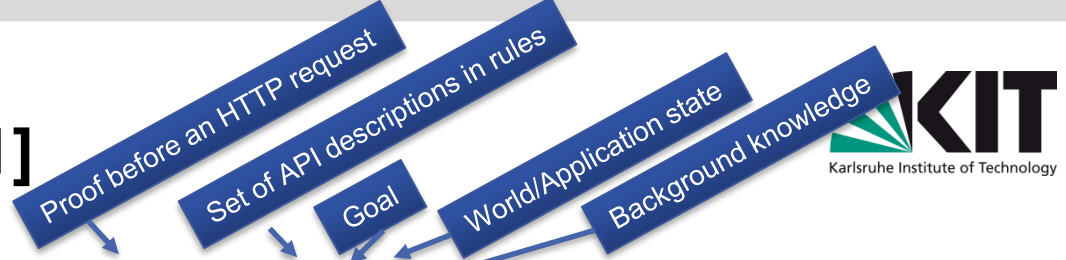 ]
Proof before an HTTP request
Set of API descriptions in rules
Goal
World/Application state
Background knowledge
KIT
Karlsruhe Institute of Technology